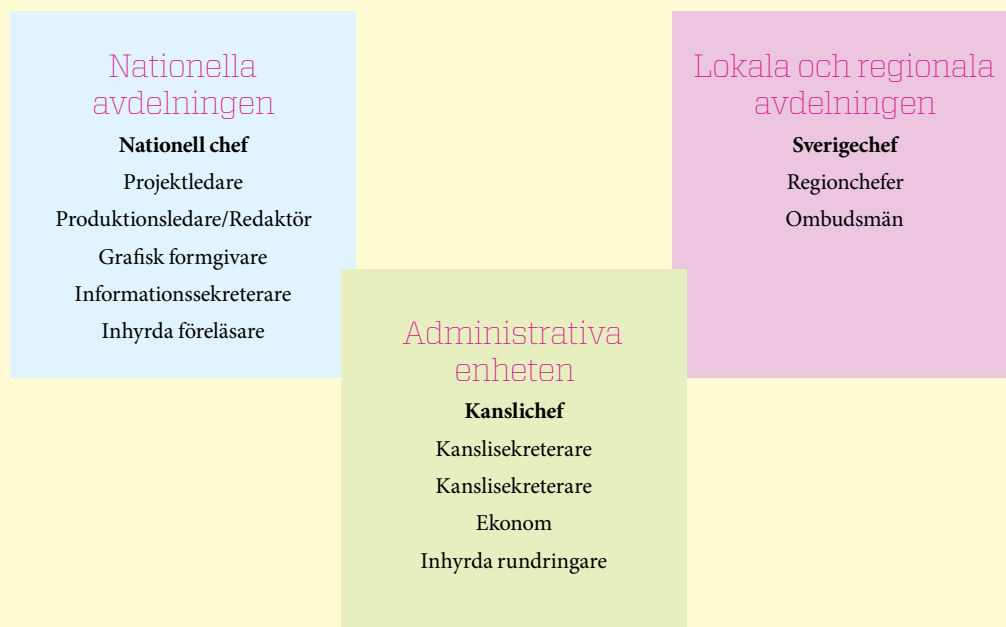 Nationella
avdelningen
Nationell chef
Projektledare
Produktionsledare/Redaktör
Grafisk formgivare
Informationssekreterare
Inhyrda föreläsare
Lokala och regionala
avdelningen
Sverigechef
Regionchefer
Ombudsmän
Administrativa
enheten
Kanslichef
Kanslisekreterare
Kanslisekreterare
Ekonom
Inhyrda rundringare